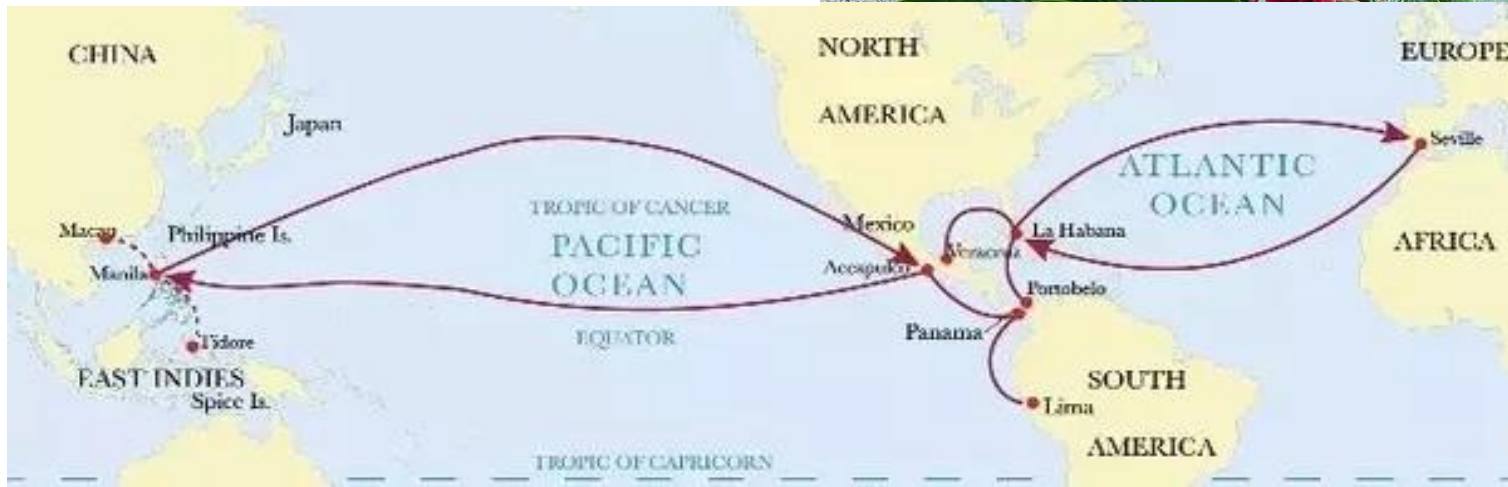 CHINA
NORTH
AMERICA
EUROPE
Japan
Seville
ATLANTIC
OCEAN
TROPIC OF CANCER
Macau
Philippine Is.
PACIFIC
OCEAN
Mexico
La Habana
AFRICA
Manila
Acapulco
Veracruz
Portobelo
Panama
EQUATOR
Tidore
EAST INDIES
Spice Is.
SOUTH
AMERICA
Lima
TROPIC OF CAPRICORN